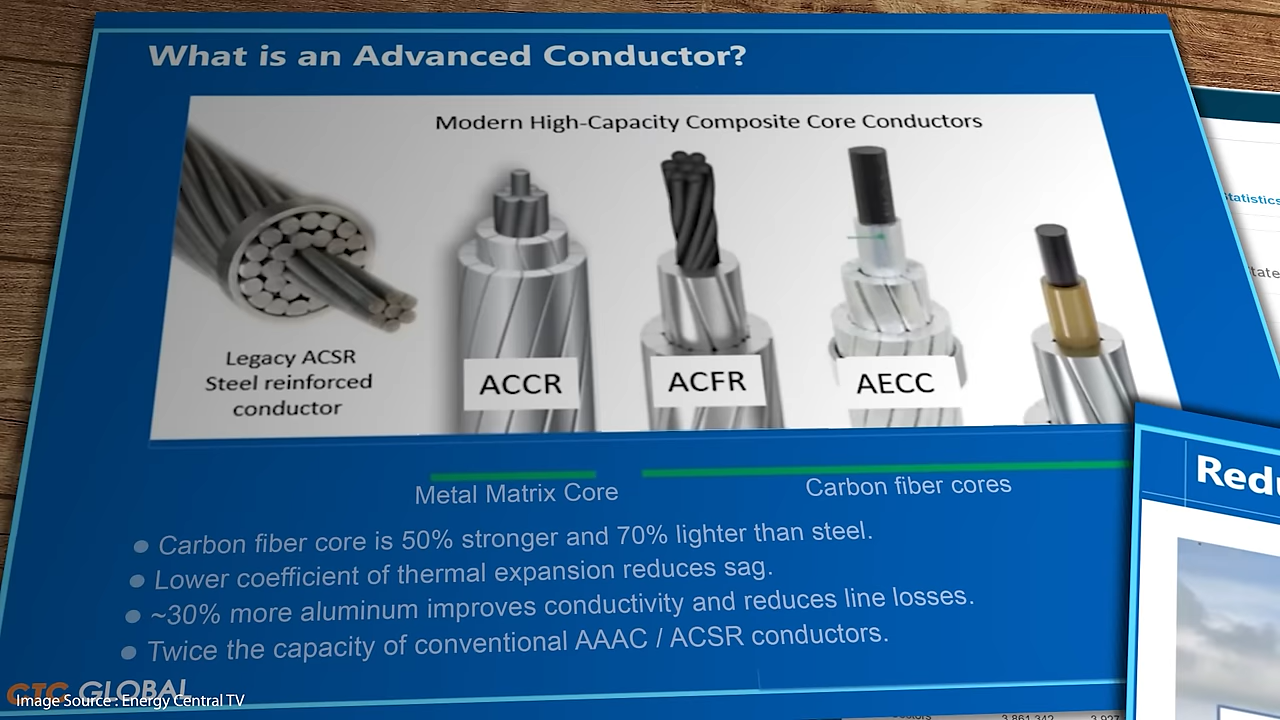 What is an Advanced Conductor?
Modern High-Capacity Composite Core Conductors
Legacy ACSR
Steel reinforced
conductor
ACCR
ACFR
AECC
Metal Matrix Core
Carbon fiber cores
Carbon fiber core is 50% stronger and 70% lighter than steel.
Lower coefficient of thermal expansion reduces sag.
~30% more aluminum improves conductivity and reduces line losses.
Twice the capacity of conventional AAAC / ACSR conductors.
CTC GLOBAL
Image Source : Energy Central TV
3,861,342